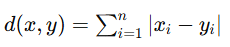 d(x, y) = ∑ⁿᵢ₌₁ |xᵢ − yᵢ|